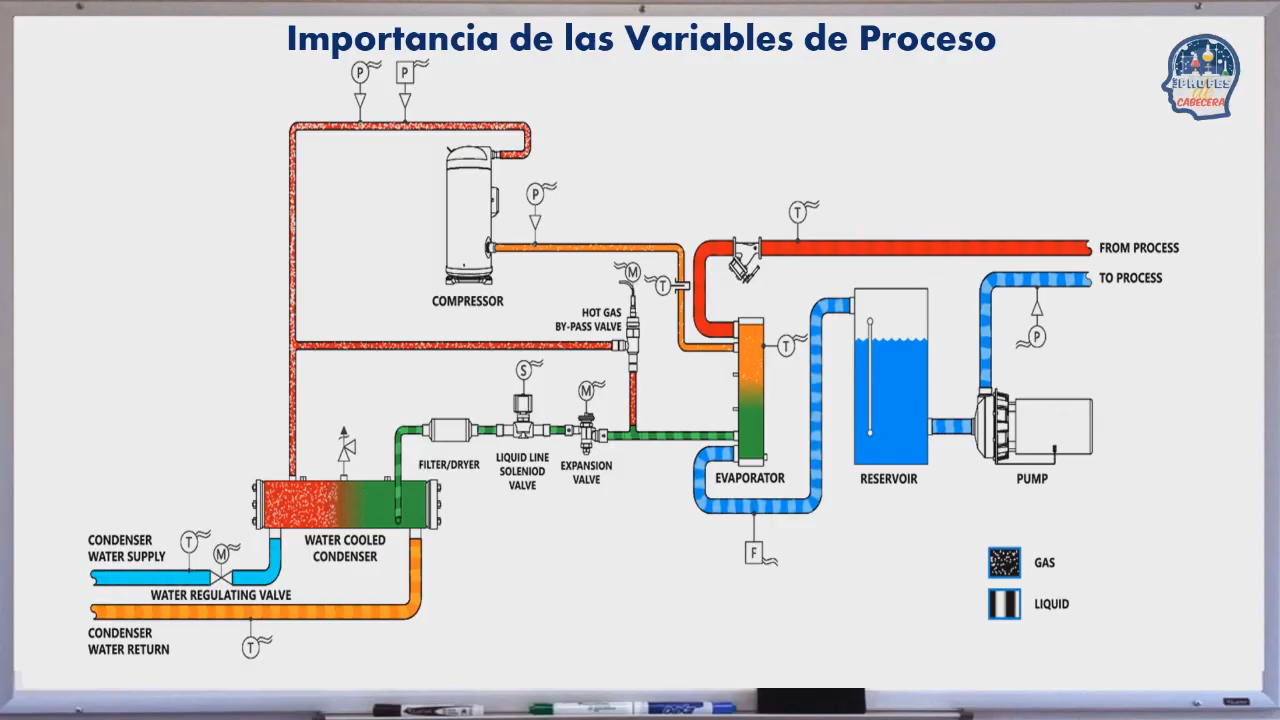 Importancia de las Variables de Proceso
PROFES
de
CABECERA
P
P
P
T
FROM PROCESS
TO PROCESS
M
T
COMPRESSOR
HOT GAS
BY-PASS VALVE
T
P
S
M
FILTER/DRYER
LIQUID LINE
SOLENIOD
VALVE
EXPANSION
VALVE
EVAPORATOR
RESERVOIR
PUMP
CONDENSER
WATER SUPPLY
T
M
WATER COOLED
CONDENSER
F
WATER REGULATING VALVE
GAS
LIQUID
CONDENSER
WATER RETURN
T